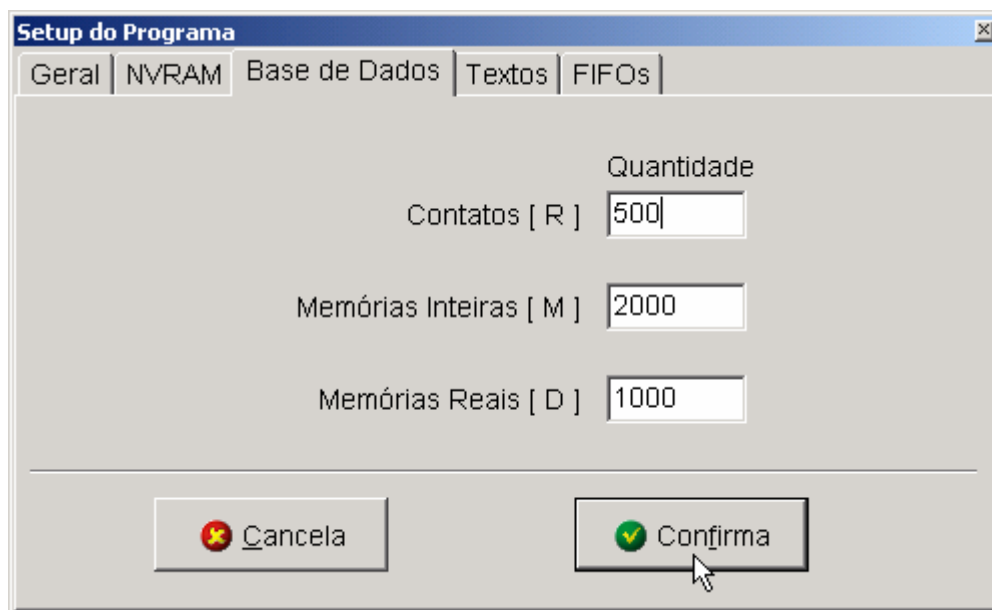 Setup do Programa
Geral NVRAM Base de Dados Textos FIFOs
Quantidade
Contatos [ R ] 500
Memórias Inteiras [ M ] 2000
Memórias Reais [ D ] 1000
Cancela Confirma